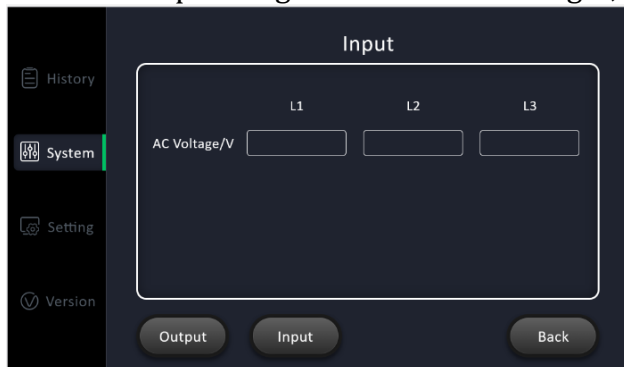 Input
History
L1 L2 L3
System
AC Voltage/V
Setting
Version
Output Input Back